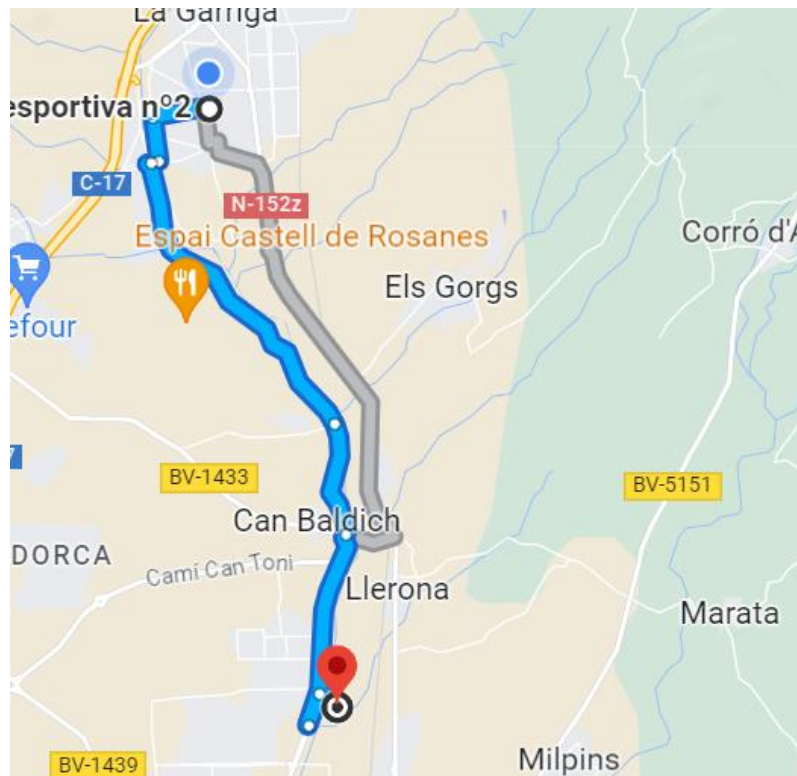 La Garriga
esportiva nº2
C-17
N-152z
Espai Castell de Rosanes
Corró d'A
Els Gorgs
efour
7
BV-1433
BV-5151
Can Baldich
DORCA
Camí Can Toni
Llerona
Marata
Milpins
BV-1439